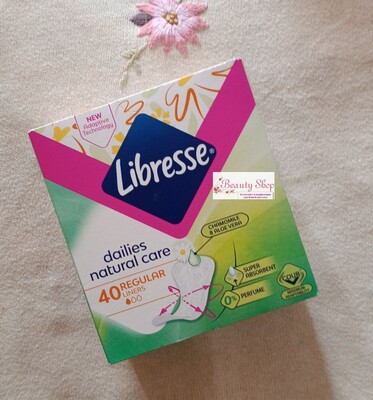 NEW
Adaptive
Technology
Libresse®
Beauty Shop
dailies
natural care
40 REGULAR
LINERS
CHAMOMILE
& ALOE VERA
SUPER
ABSORBENT
0% PERFUME